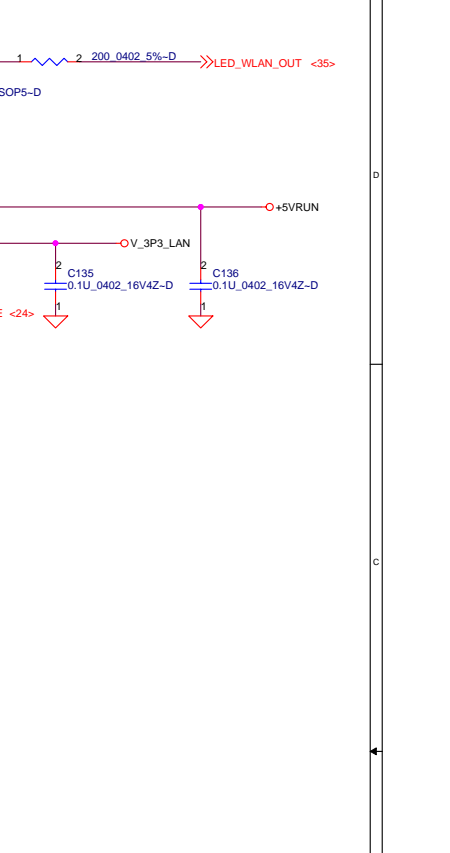 1 2 200_0402_5%~D LED_WLAN_OUT <35>
SOP5~D
D
+5VRUN
V_3P3_LAN
2 2
C135 C136
0.1U_0402_16V4Z~D 0.1U_0402_16V4Z~D
1 1
E <24>
C